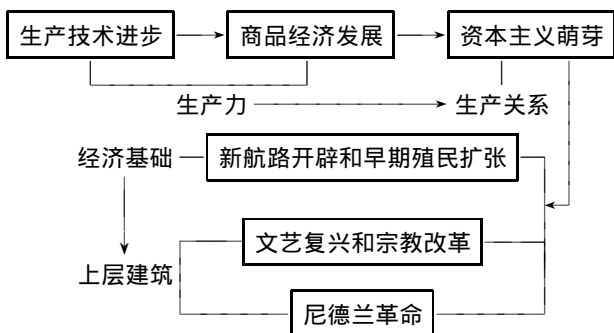 生产技术进步 商品经济发展 资本主义萌芽
生产力 生产关系
经济基础 新航路开辟和早期殖民扩张
文艺复兴和宗教改革
上层建筑
尼德兰革命